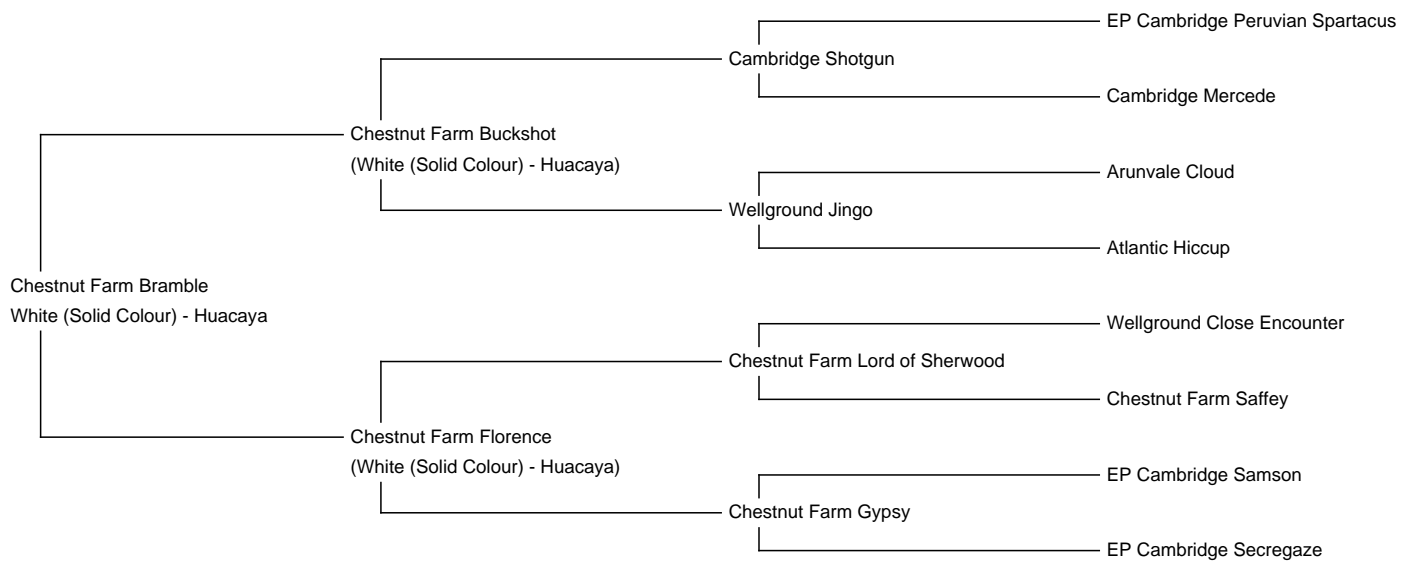 EP Cambridge Peruvian Spartacus
Cambridge Shotgun
Cambridge Mercede
Chestnut Farm Buckshot
(White (Solid Colour) - Huacaya)
Arunvale Cloud
Wellground Jingo
Atlantic Hiccup
Chestnut Farm Bramble
White (Solid Colour) - Huacaya
Wellground Close Encounter
Chestnut Farm Lord of Sherwood
Chestnut Farm Saffey
Chestnut Farm Florence
(White (Solid Colour) - Huacaya)
EP Cambridge Samson
Chestnut Farm Gypsy
EP Cambridge Secregaze